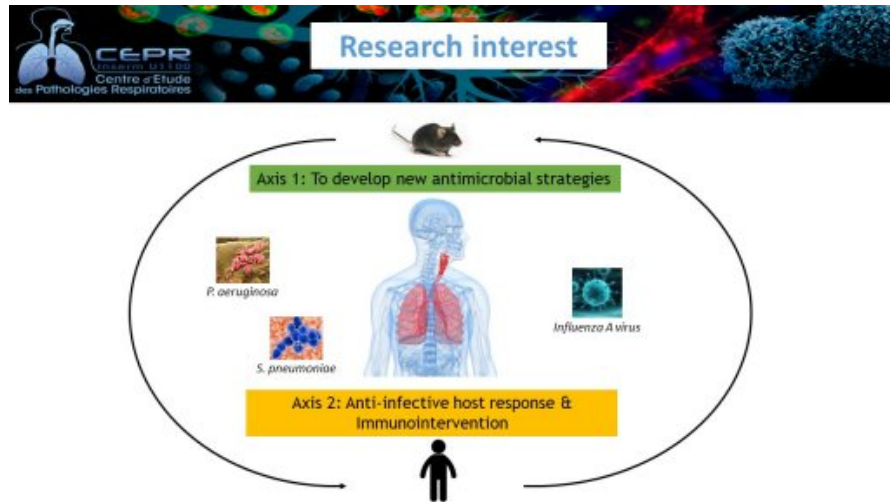 CEPR
Inserm U1100
Centre d'Etude
des Pathologies Respiratoires
Research interest
Axis 1: To develop new antimicrobial strategies
P. aeruginosa
S. pneumoniae
Influenza A virus
Axis 2: Anti-infective host response &
Immunointervention